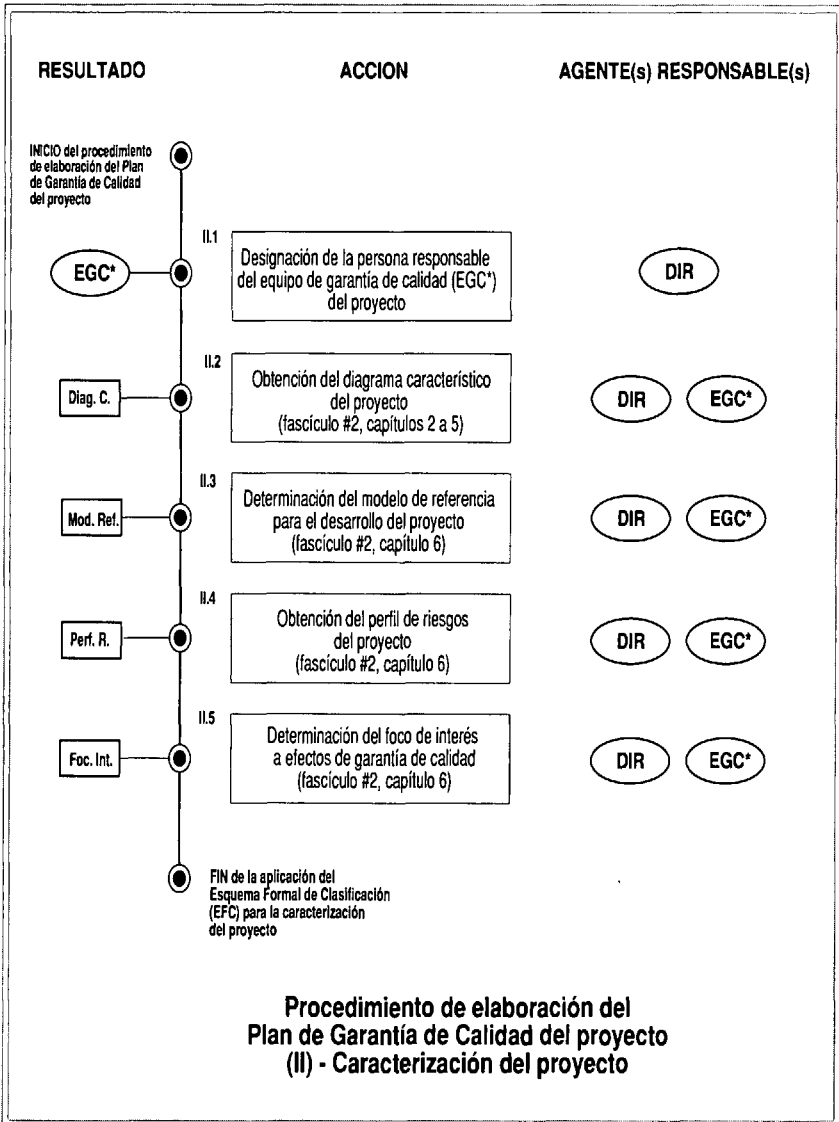 RESULTADO ACCION AGENTE(s) RESPONSABLE(s)
INICIO del procedimiento
de elaboración del Plan
de Garantía de Calidad
del proyecto
II.1
EGC*
Designación de la persona responsable
del equipo de garantía de calidad (EGC*)
del proyecto
DIR
II.2
Diag. C.
Obtención del diagrama característico
del proyecto
(fascículo #2, capítulos 2 a 5)
DIR EGC*
II.3
Mod. Ref.
Determinación del modelo de referencia
para el desarrollo del proyecto
(fascículo #2, capítulo 6)
DIR EGC*
II.4
Perf. R.
Obtención del perfil de riesgos
del proyecto
(fascículo #2, capítulo 6)
DIR EGC*
II.5
Foc. Int.
Determinación del foco de interés
a efectos de garantía de calidad
(fascículo #2, capítulo 6)
DIR EGC*
FIN de la aplicación del
Esquema Formal de Clasificación
(EFC) para la caracterización
del proyecto
Procedimiento de elaboración del
Plan de Garantía de Calidad del proyecto
(II) - Caracterización del proyecto